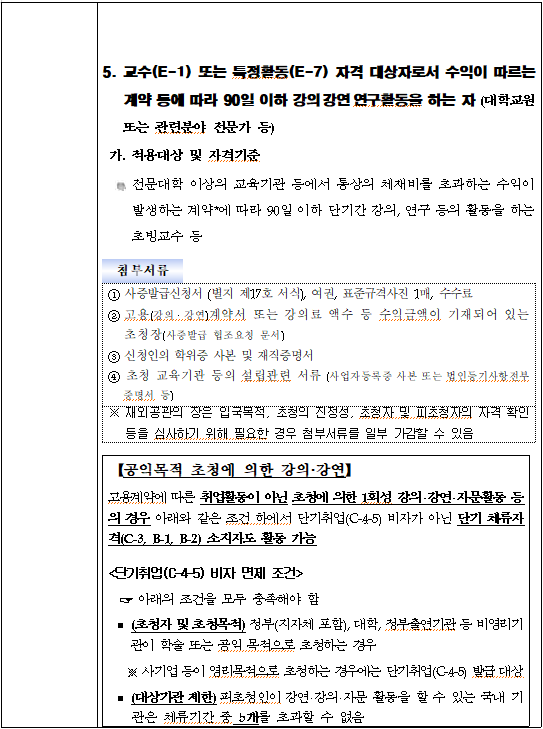 5. 교수(E-1) 또는 특정활동(E-7) 자격 대상자로서 수익이 따르는
계약 등에 따라 90일 이하 강의·강연·연구활동을 하는 자 (대학교원
또는 관련분야 전문가 등)
가. 적용대상 및 자격기준
전문대학 이상의 교육기관 등에서 통상의 체재비를 초과하는 수익이
발생하는 계약*에 따라 90일 이하 단기간 강의, 연구 등의 활동을 하는
초빙교수 등
첨부서류
① 사증발급신청서 (별지 제17호 서식), 여권, 표준규격사진 1매, 수수료
② 고용(강의·강연)계약서 또는 강의료 액수 등 수익금액이 기재되어 있는
초청장(사증발급 협조요청 문서)
③ 신청인의 학위증 사본 및 재직증명서
④ 초청 교육기관 등의 설립관련 서류 (사업자등록증 사본 또는 법인등기사항전부
증명서 등)
※ 재외공관의 장은 입국목적, 초청의 진정성, 초청자 및 피초청자의 자격 확인
등을 심사하기 위해 필요한 경우 첨부서류를 일부 가감할 수 있음
【공익목적 초청에 의한 강의·강연】
고용계약에 따른 취업활동이 아닌 초청에 의한 1회성 강의·강연·자문활동 등
의 경우 아래와 같은 조건 하에서 단기취업(C-4-5) 비자가 아닌 단기 체류자
격(C-3, B-1, B-2) 소지자도 활동 가능
<단기취업(C-4-5) 비자 면제 조건>
☞ 아래의 조건을 모두 충족해야 함
▪ (초청자 및 초청목적) 정부(지자체 포함), 대학, 정부출연기관 등 비영리기
관이 학술 또는 공익 목적으로 초청하는 경우
※ 사기업 등이 영리목적으로 초청하는 경우에는 단기취업(C-4-5) 발급 대상
▪ (대상기관 제한) 피초청인이 강연·강의·자문 활동을 할 수 있는 국내 기
관은 체류기간 중 5개를 초과할 수 없음